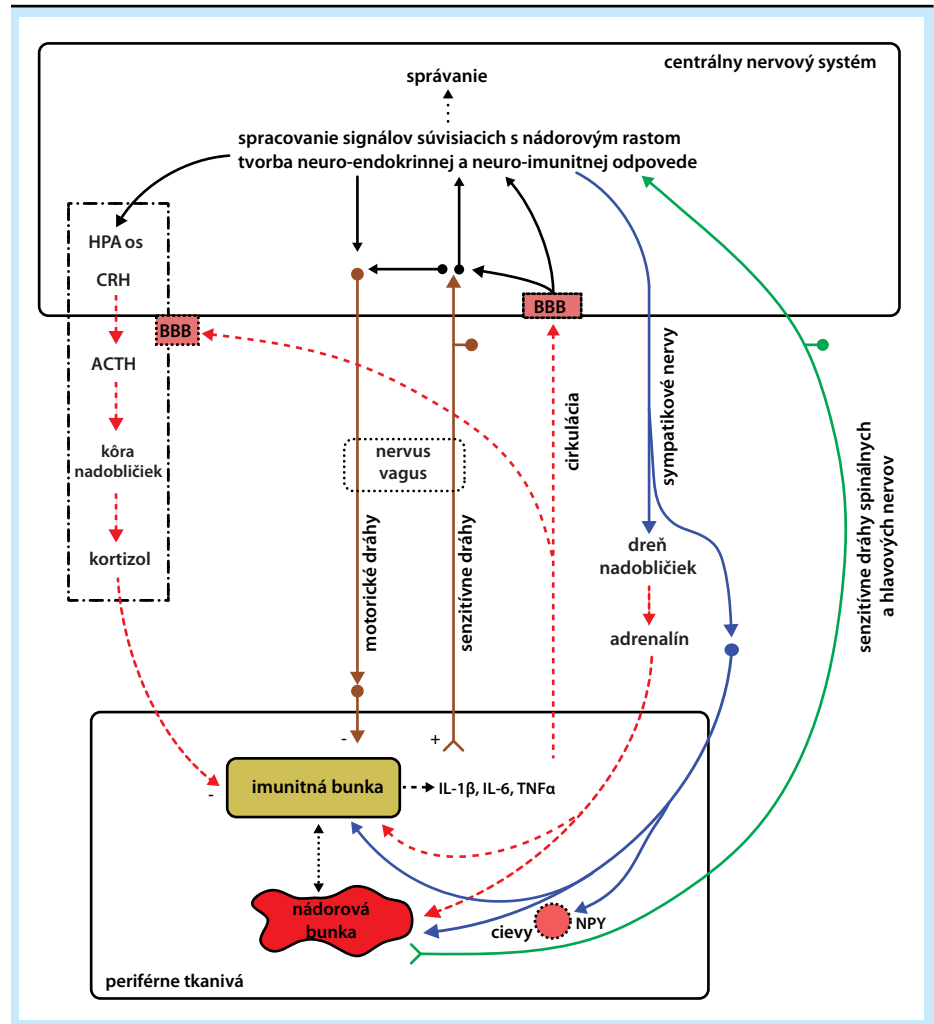 centrálny nervový systém
správanie
spracovanie signálov súvisiacich s nádorovým rastom
tvorba neuro-endokrinnej a neuro-imunitnej odpovede
HPA os
CRH
BBB
BBB
ACTH
kôra
nadobličiek
kortizol
nervus
vagus
motorické dráhy
senzitívne dráhy
cirkulácia
sympatikové nervy
dreň
nadobličiek
adrenalín
senzitívne dráhy spinálnych
a hlavových nervov
-
+
-
imunitná bunka
IL-1β, IL-6, TNFα
nádorová
bunka
cievy
NPY
periférne tkanivá